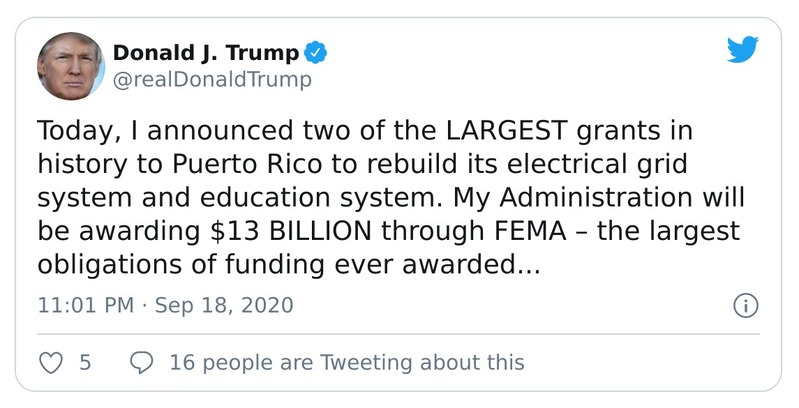 Donald J. Trump
@realDonaldTrump
Today, I announced two of the LARGEST grants in
history to Puerto Rico to rebuild its electrical grid
system and education system. My Administration will
be awarding $13 BILLION through FEMA – the largest
obligations of funding ever awarded...
11:01 PM · Sep 18, 2020
5 16 people are Tweeting about this